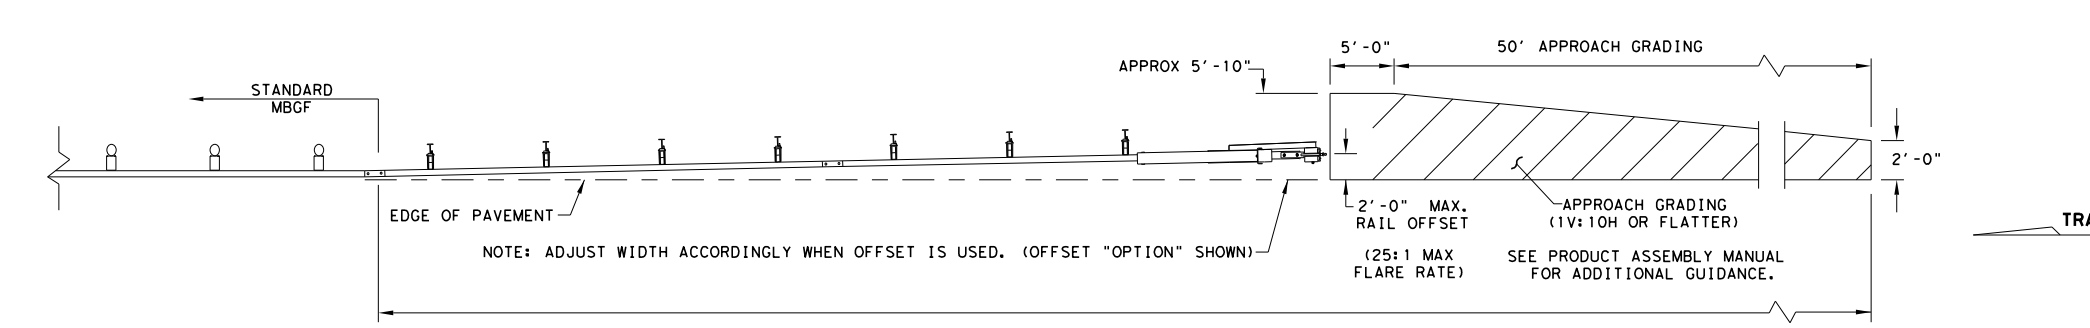 5'-0"
50' APPROACH GRADING
APPROX 5'-10"
STANDARD
MBGF
2'-0"
EDGE OF PAVEMENT
2'-0" MAX.
RAIL OFFSET
(25:1 MAX
FLARE RATE)
APPROACH GRADING
(1V:10H OR FLATTER)
SEE PRODUCT ASSEMBLY MANUAL
FOR ADDITIONAL GUIDANCE.
NOTE: ADJUST WIDTH ACCORDINGLY WHEN OFFSET IS USED. (OFFSET "OPTION" SHOWN)